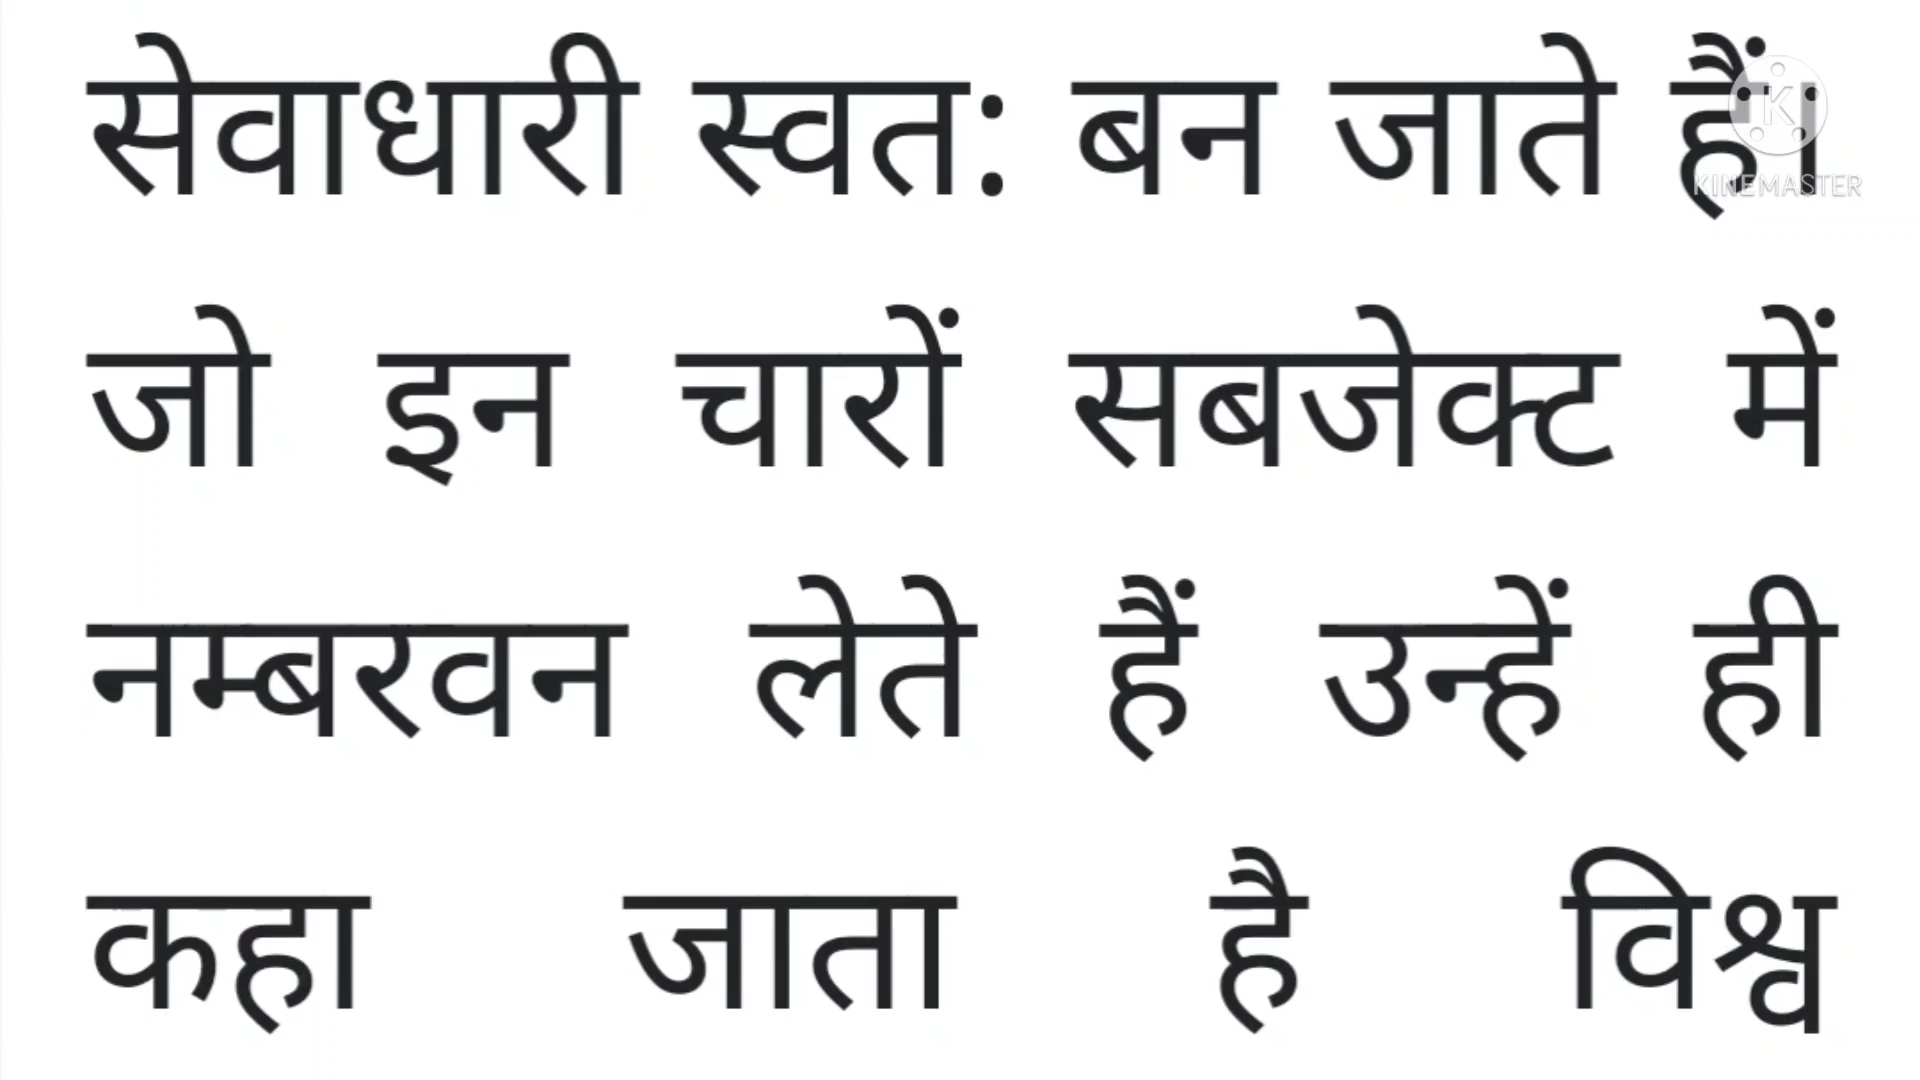 सेवाधारी स्वत: बन जाते हैं।
जो इन चारों सबजेक्ट में
नम्बरवन लेते हैं उन्हें ही
कहा जाता है विश्व
KINEMASTER